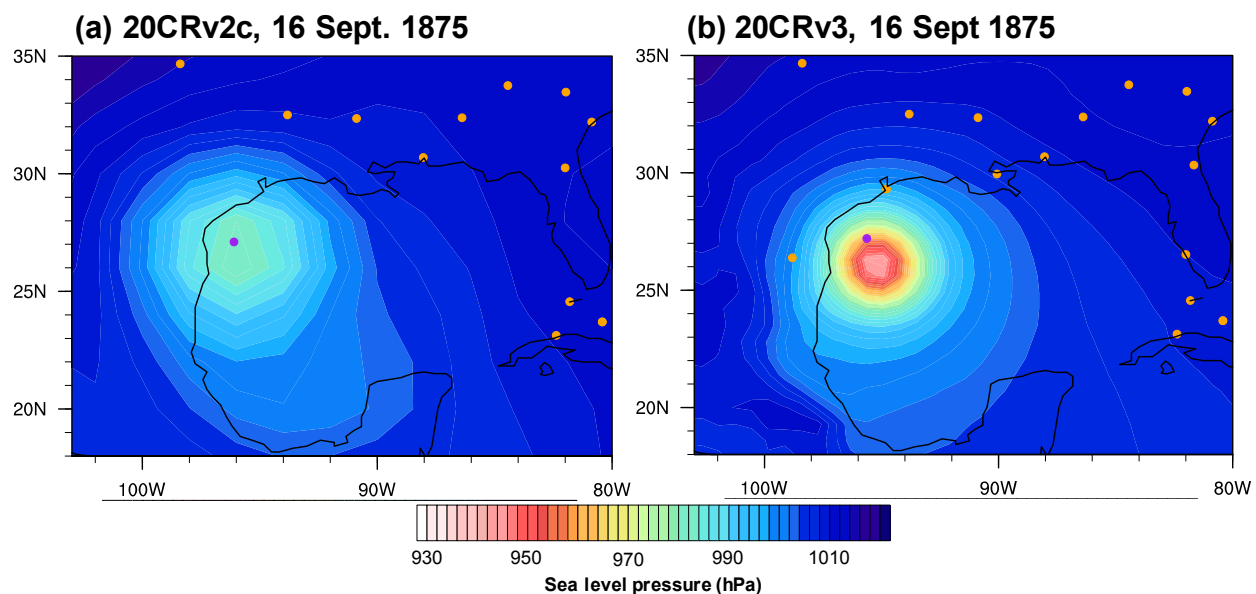 (a) 20CRv2c, 16 Sept. 1875
(b) 20CRv3, 16 Sept 1875
35N
30N
25N
20N
100W
90W
80W
35N
30N
25N
20N
100W
90W
80W
930
950
970
990
1010
Sea level pressure (hPa)